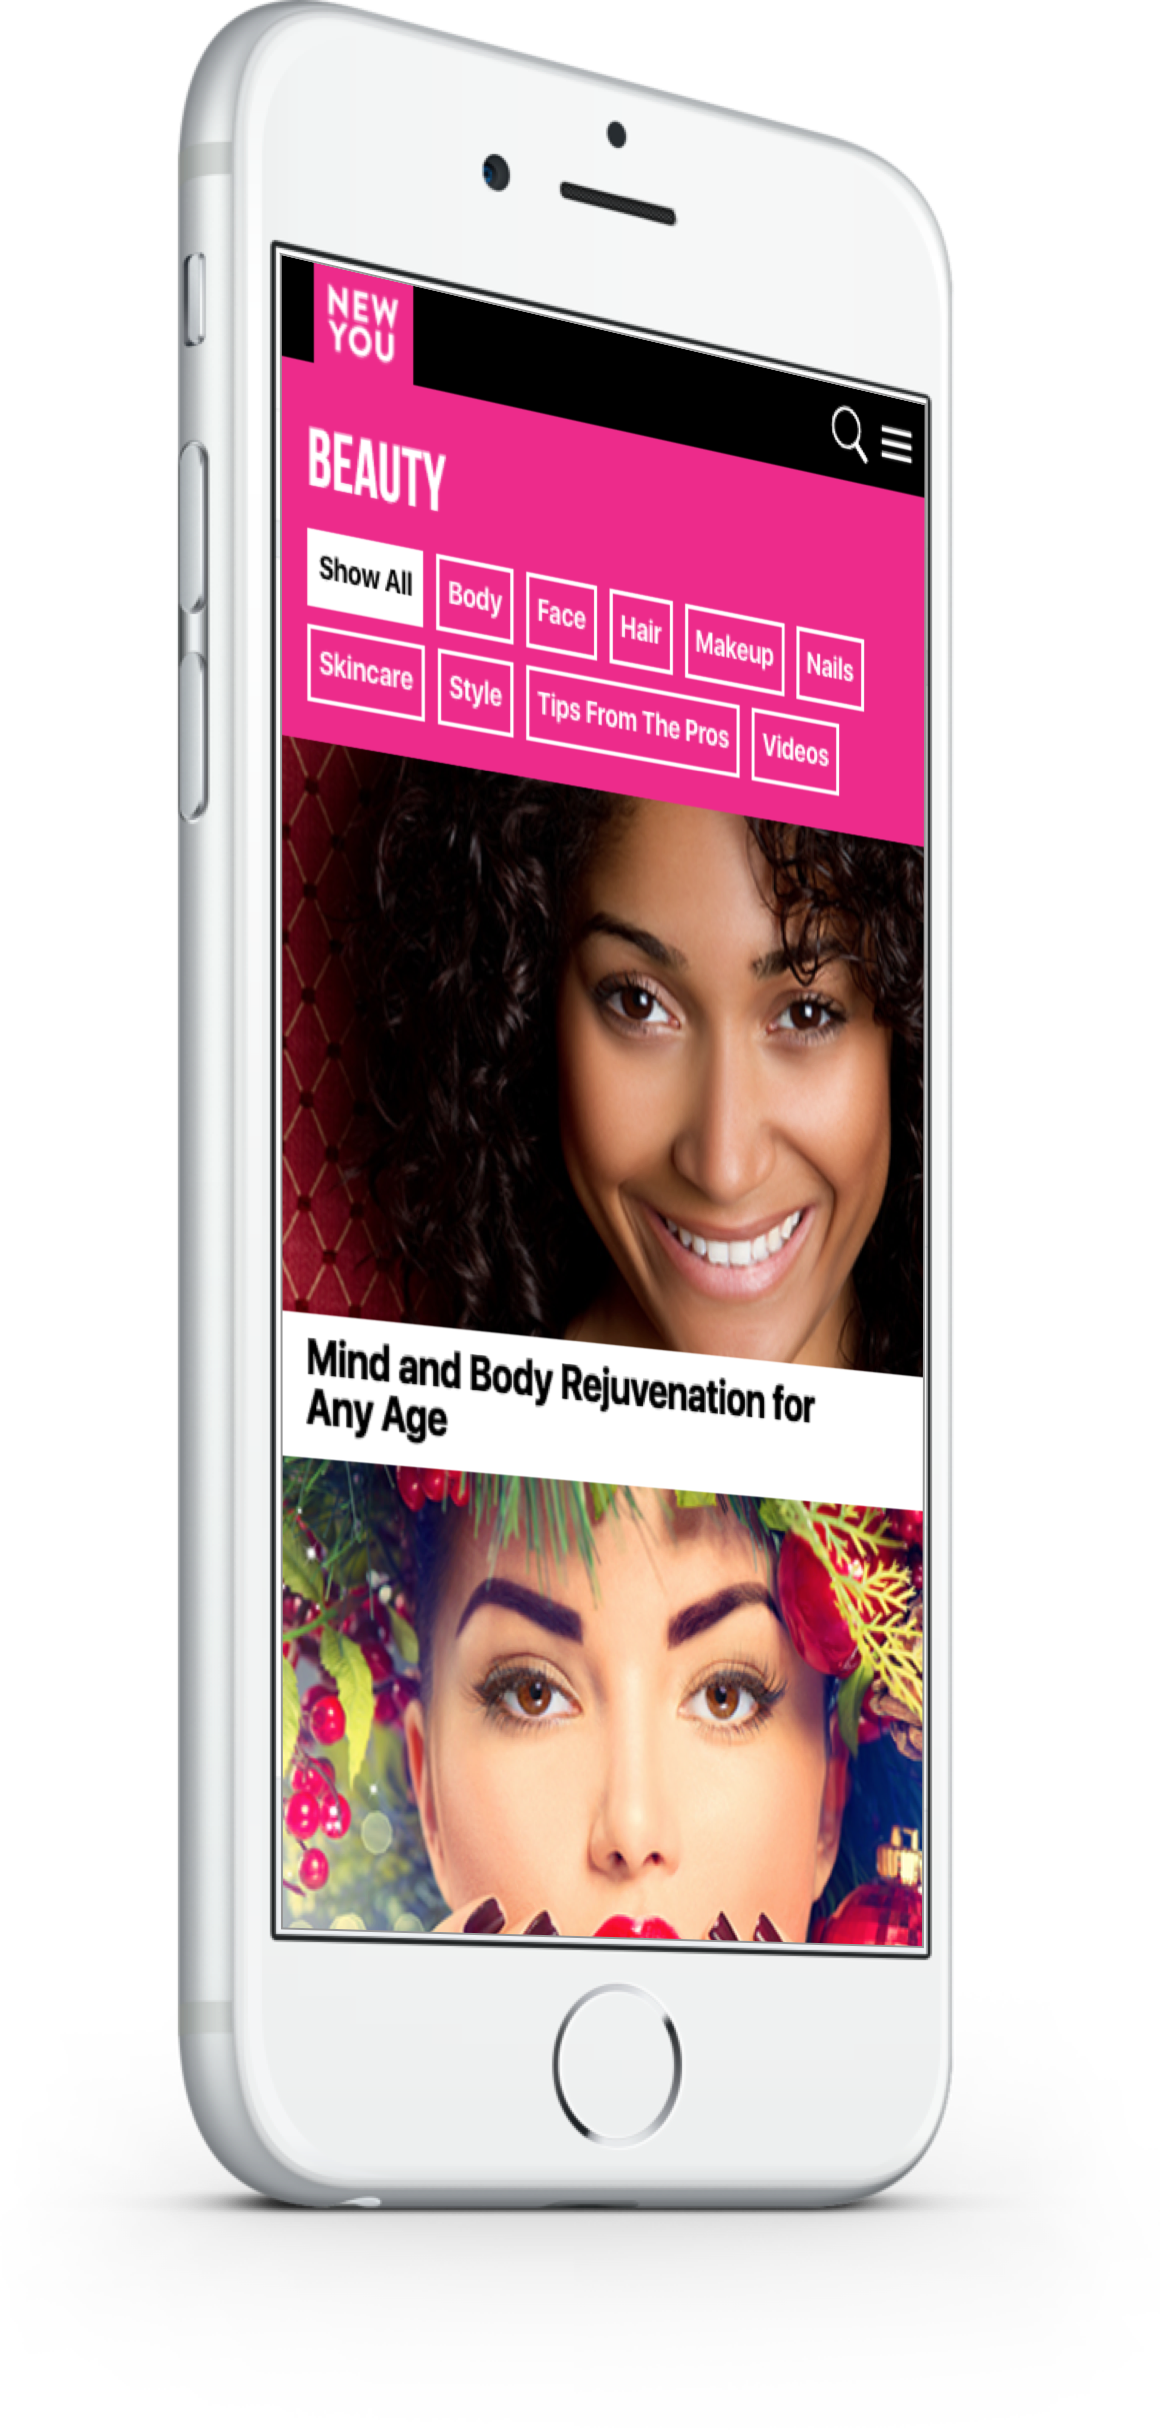 NEW
YOU
BEAUTY
Show All Body Face Hair Makeup Nails
Skincare Style Tips From The Pros Videos
Mind and Body Rejuvenation for
Any Age